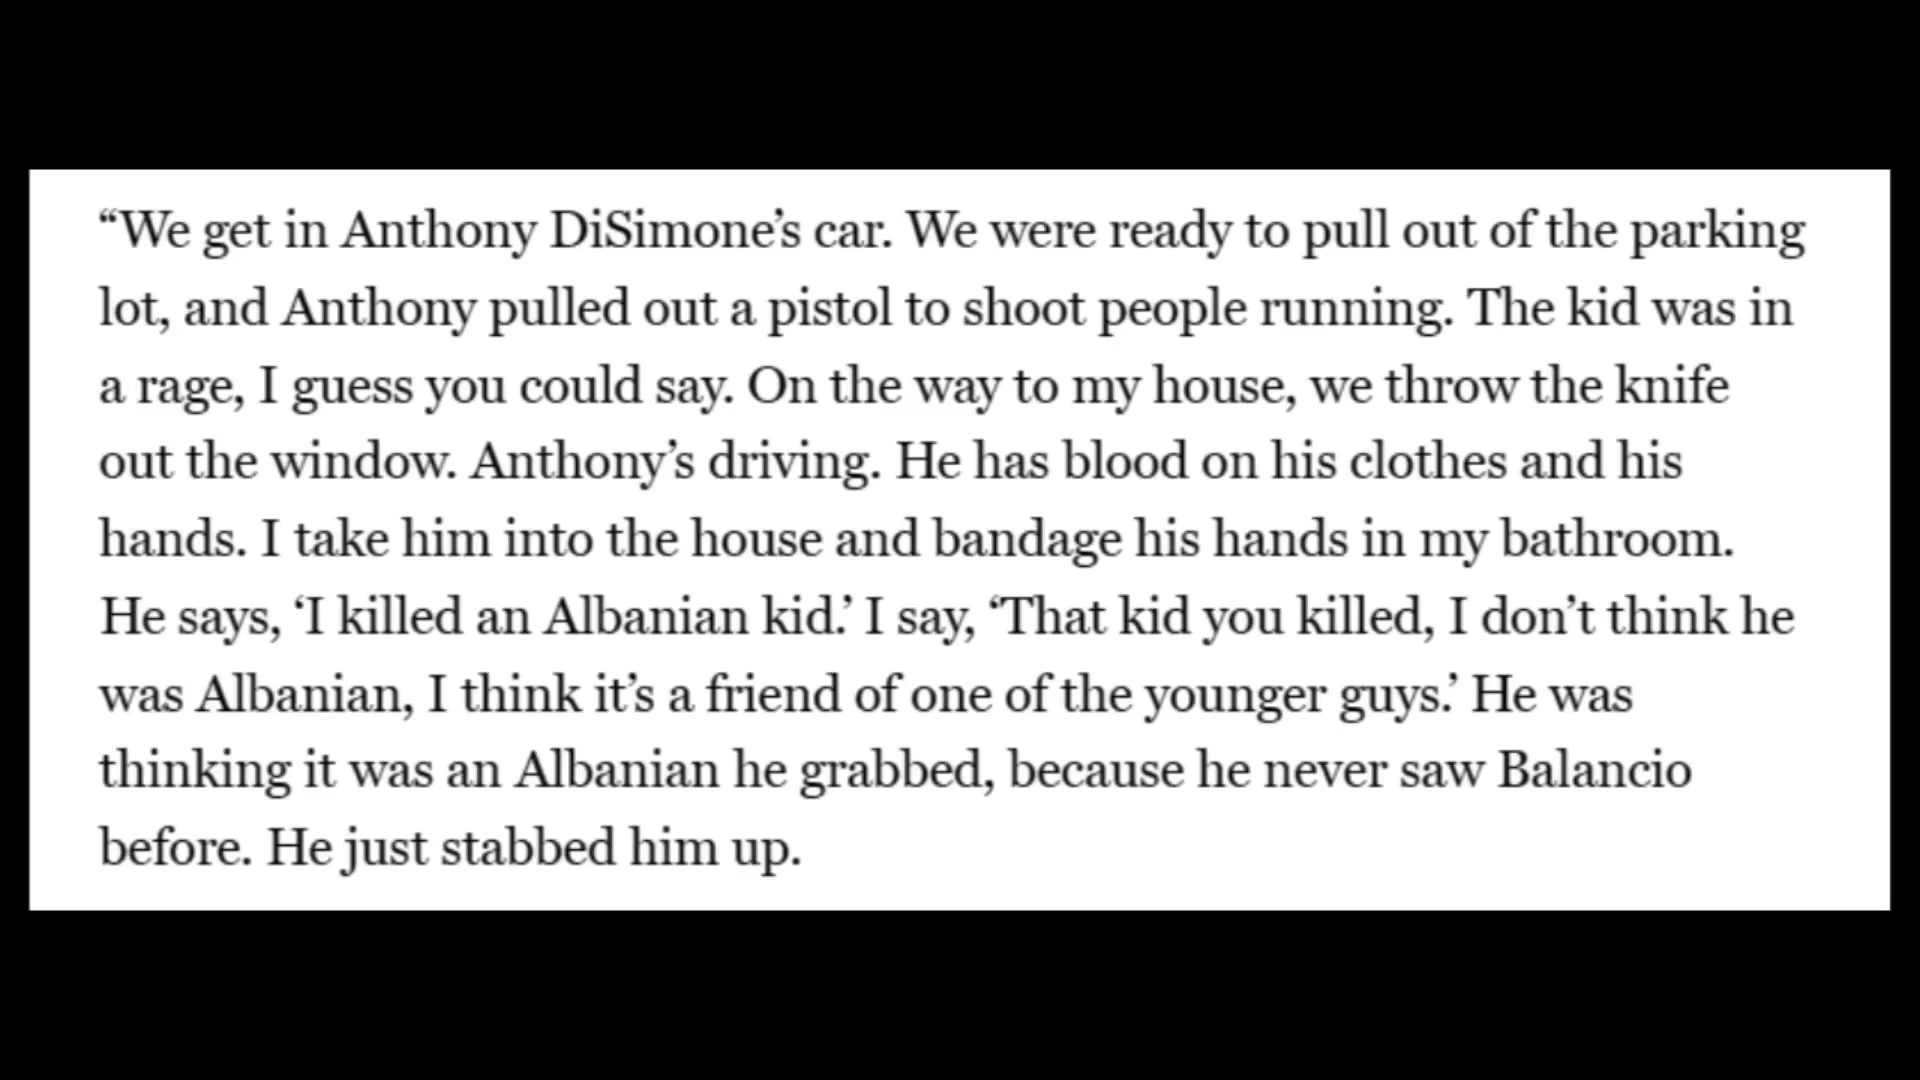 “We get in Anthony DiSimone’s car. We were ready to pull out of the parking
lot, and Anthony pulled out a pistol to shoot people running. The kid was in
a rage, I guess you could say. On the way to my house, we throw the knife
out the window. Anthony’s driving. He has blood on his clothes and his
hands. I take him into the house and bandage his hands in my bathroom.
He says, ‘I killed an Albanian kid.’ I say, ‘That kid you killed, I don’t think he
was Albanian, I think it’s a friend of one of the younger guys.’ He was
thinking it was an Albanian he grabbed, because he never saw Balancio
before. He just stabbed him up.